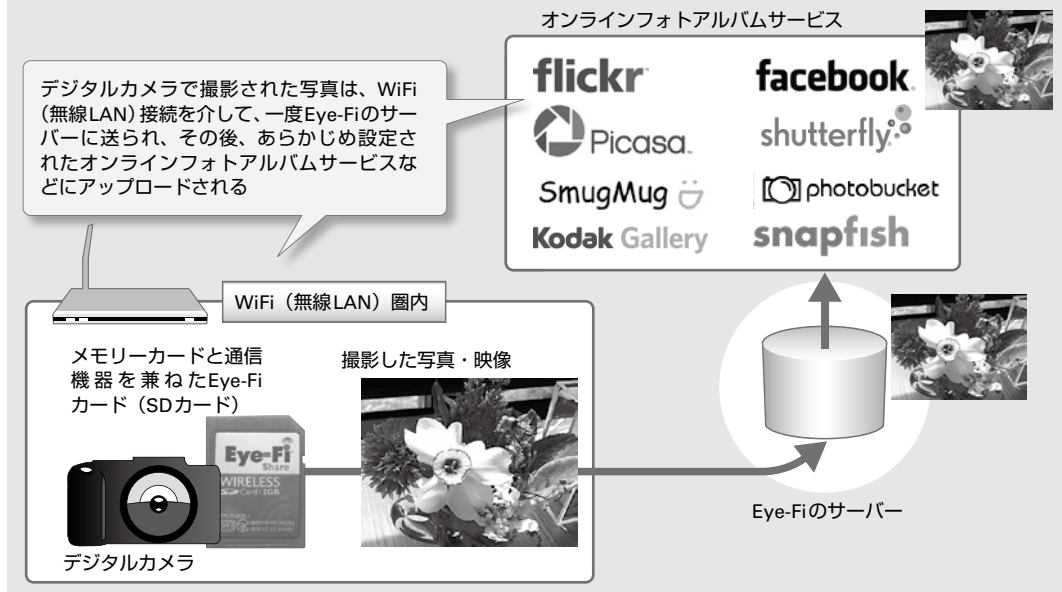 オンラインフォトアルバムサービス
デジタルカメラで撮影された写真は、WiFi
(無線LAN)接続を介して、一度Eye-Fiのサー
バーに送られ、その後、あらかじめ設定さ
れたオンラインフォトアルバムサービスな
どにアップロードされる
flickr
facebook
Picasa
shutterfly
SmugMug
photobucket
Kodak Gallery
snapfish
WiFi(無線LAN)圏内
メモリーカードと通信
機器を兼ねたEye-Fi
カード(SDカード)
撮影した写真・映像
Eye-Fi
Share
WIRELESS
Card/2GB
デジタルカメラ
Eye-Fiのサーバー